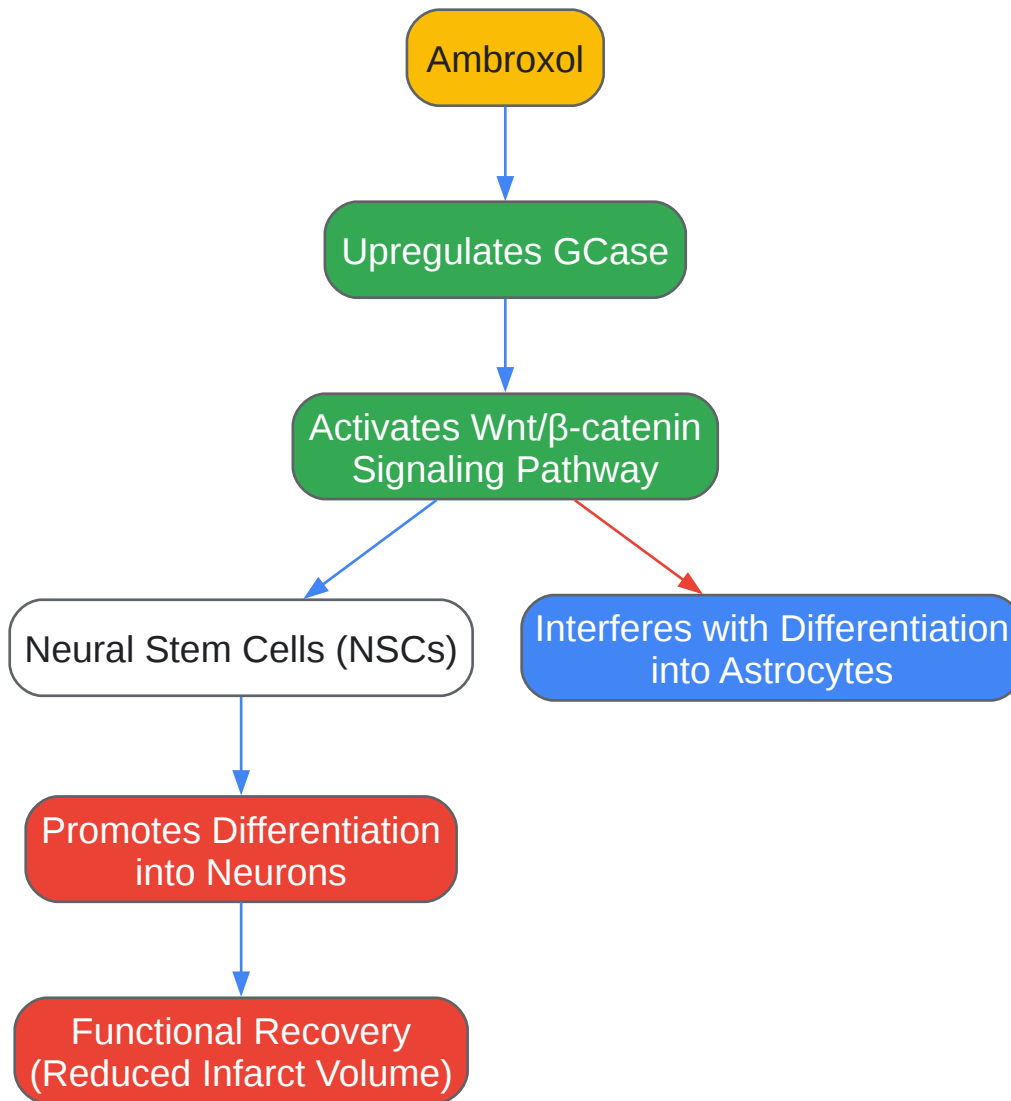 Ambroxol
Upregulates GCase
Activates Wnt/β-catenin
Signaling Pathway
Neural Stem Cells (NSCs)
Interferes with Differentiation
into Astrocytes
Promotes Differentiation
into Neurons
Functional Recovery
(Reduced Infarct Volume)